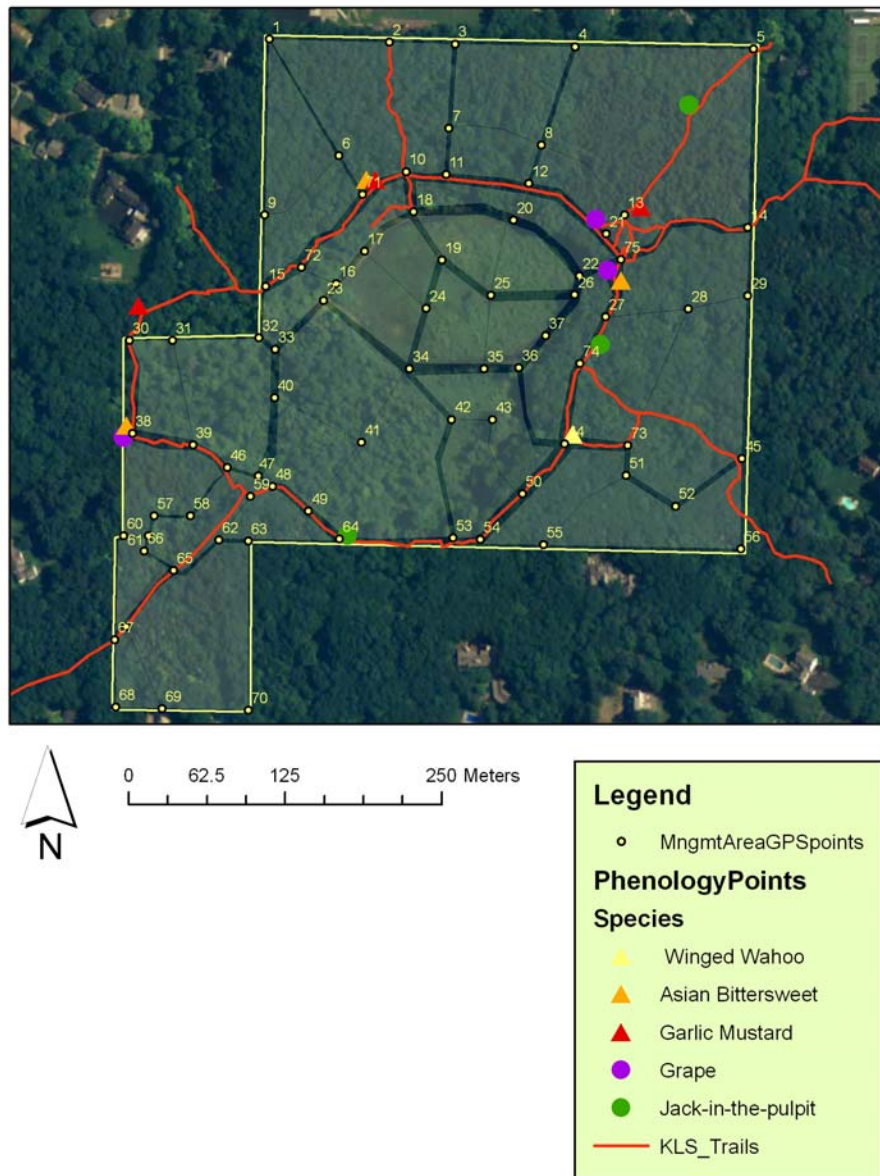 1 2 3 4 5
7 8
6
10 11 12
1
9 18 20 13 14
21
17 19 75
15 72 16 22
23 25 26 29
24 27 28
30 31 32 33 37
34 35 36 74
40
38 42 43
39 41 4 73 45
46 47 48 51
59 50 52
57 58 49
60 62 63 64 53 54 55 56
61 66
65
67
68 69 70
0 62.5 125 250 Meters
N
Legend
MngmtAreaGPSpoints
PhenologyPoints
Species
Winged Wahoo
Asian Bittersweet
Garlic Mustard
Grape
Jack-in-the-pulpit
KLS_Trails